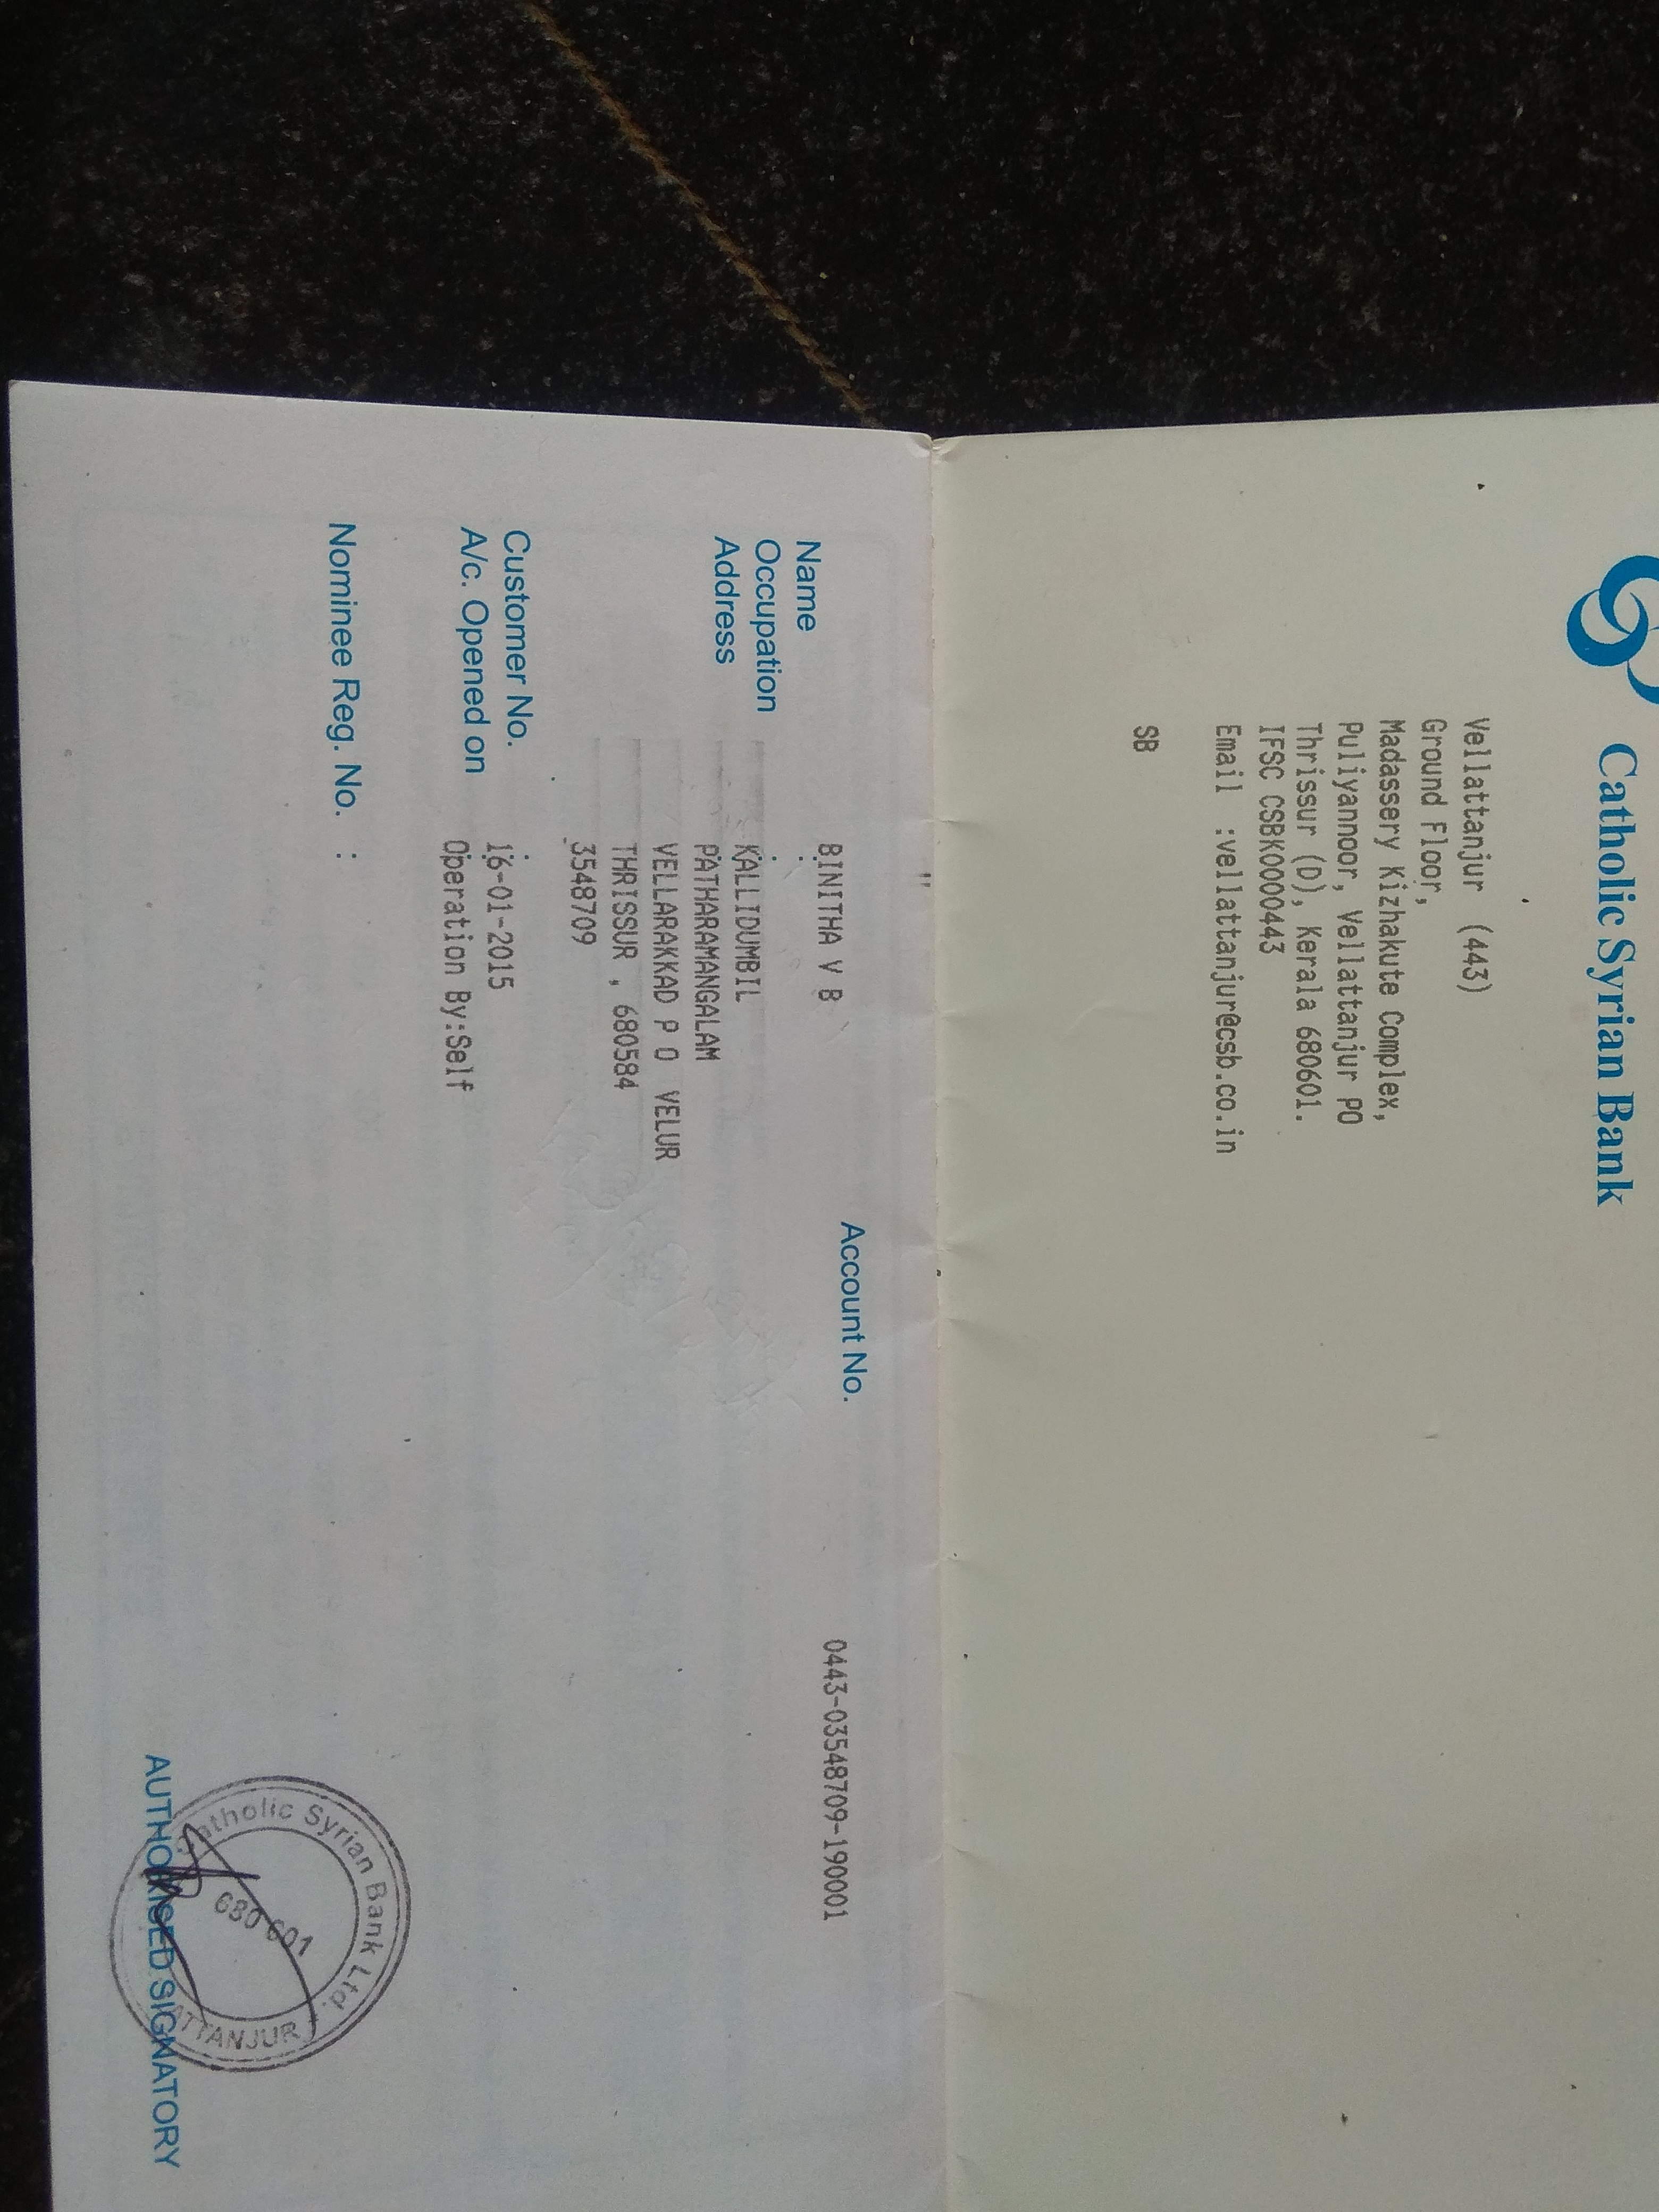 Catholic Syrian Bank
Vellattanjur (443)
Ground Floor,
Madassery Kizhakute Complex,
Puliyannoor, Vellattanjur PO
Thrissur (D), Kerala 680601.
IFSC CSBK0000443
Email :vellattanjur@csb.co.in
SB
"
Account No. 0443-03548709-190001
Name : BINITHA V B
Occupation :
Address KALLIDUMBIL
PATHARAMANGALAM
VELLARAKKAD P O VELUR
THRISSUR , 680584
3548709
Customer No. :
A/c. Opened on : 16-01-2015
Operation By:Self
Nominee Reg. No. :
Catholic Syrian Bank Ltd.
680 601
ATTANJUR
AUTHORISED SIGNATORY